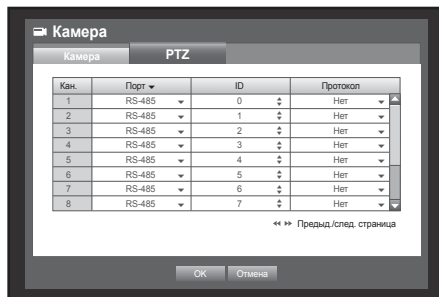 Камера
Камера PTZ
Кан. Порт ID Протокол
1 RS-485 0 Нет
2 RS-485 1 Нет
3 RS-485 2 Нет
4 RS-485 3 Нет
5 RS-485 4 Нет
6 RS-485 5 Нет
7 RS-485 6 Нет
8 RS-485 7 Нет
Предыд./след. страница
OK Отмена